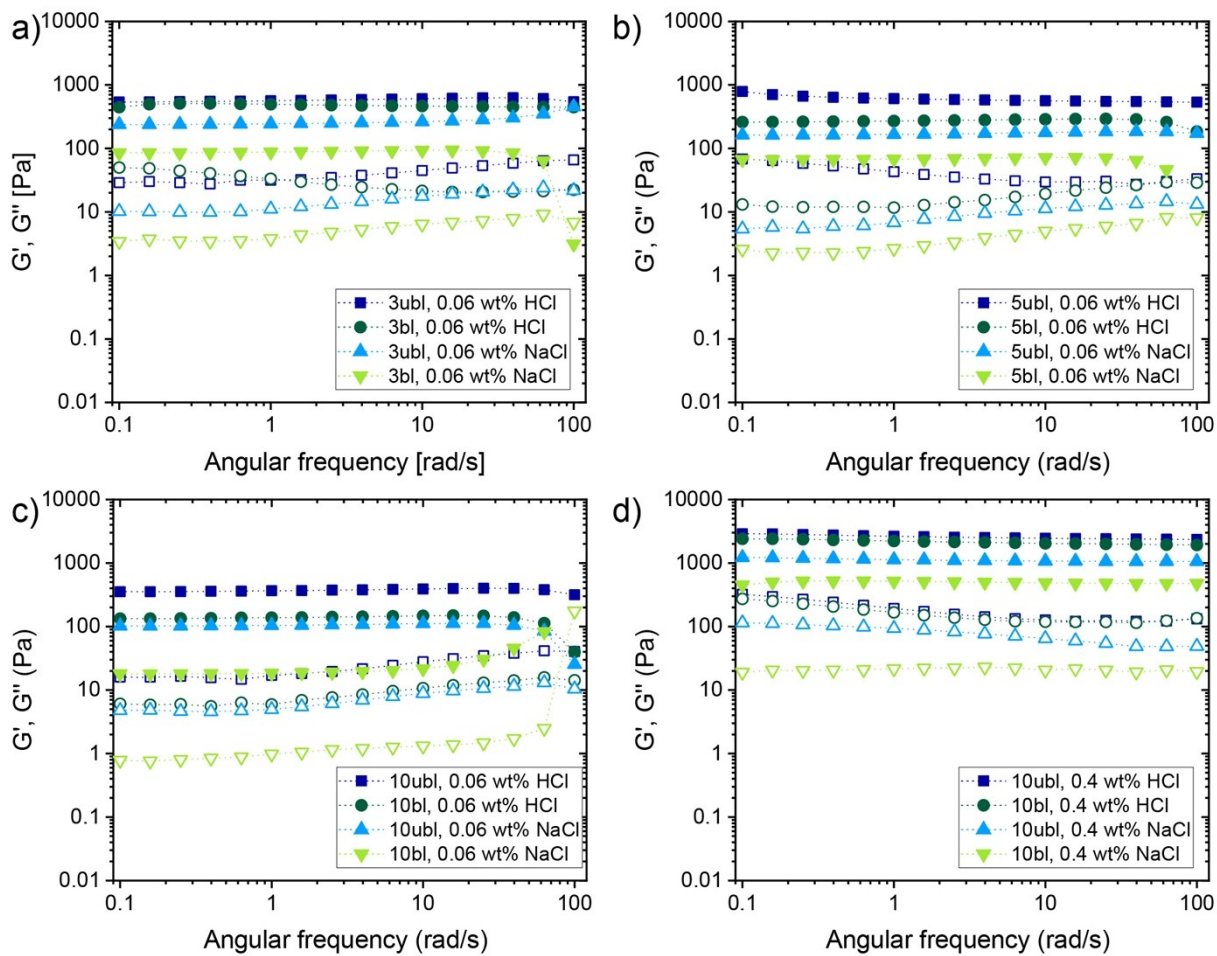 a)
10000
1000
100
10
1
0.1
0.01
G', G'' [Pa]
3ubl, 0.06 wt% HCl
3bl, 0.06 wt% HCl
3ubl, 0.06 wt% NaCl
3bl, 0.06 wt% NaCl
0.1 1 10 100
Angular frequency [rad/s]
b)
10000
1000
100
10
1
0.1
0.01
G', G'' (Pa)
5ubl, 0.06 wt% HCl
5bl, 0.06 wt% HCl
5ubl, 0.06 wt% NaCl
5bl, 0.06 wt% NaCl
0.1 1 10 100
Angular frequency (rad/s)
c)
10000
1000
100
10
1
0.1
0.01
G', G'' (Pa)
10ubl, 0.06 wt% HCl
10bl, 0.06 wt% HCl
10ubl, 0.06 wt% NaCl
10bl, 0.06 wt% NaCl
0.1 1 10 100
Angular frequency (rad/s)
d)
10000
1000
100
10
1
0.1
0.01
G', G'' (Pa)
10ubl, 0.4 wt% HCl
10bl, 0.4 wt% HCl
10ubl, 0.4 wt% NaCl
10bl, 0.4 wt% NaCl
0.1 1 10 100
Angular frequency (rad/s)